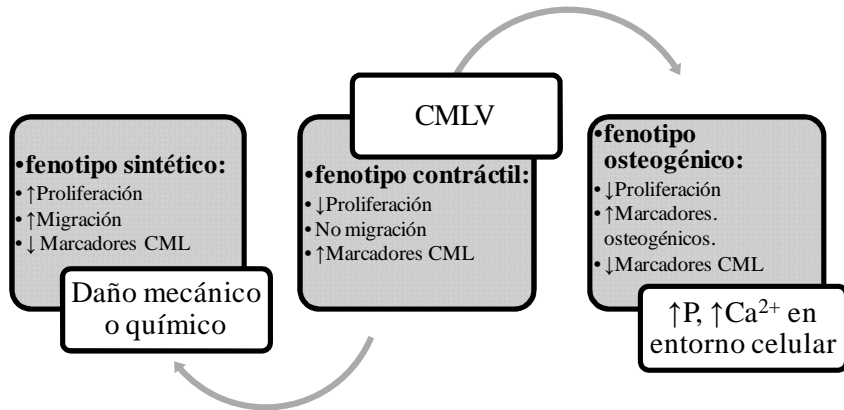 •fenotipo sintético:
• ↑Proliferación
• ↑Migración
• ↓ Marcadores CML
Daño mecánico
o químico
CMLV
•fenotipo contráctil:
• ↓Proliferación
• No migración
• ↑Marcadores CML
•fenotipo
osteogénico:
• ↓Proliferación
• ↑Marcadores.
osteogénicos.
• ↓Marcadores CML
↑P, ↑Ca²⁺ en
entorno celular